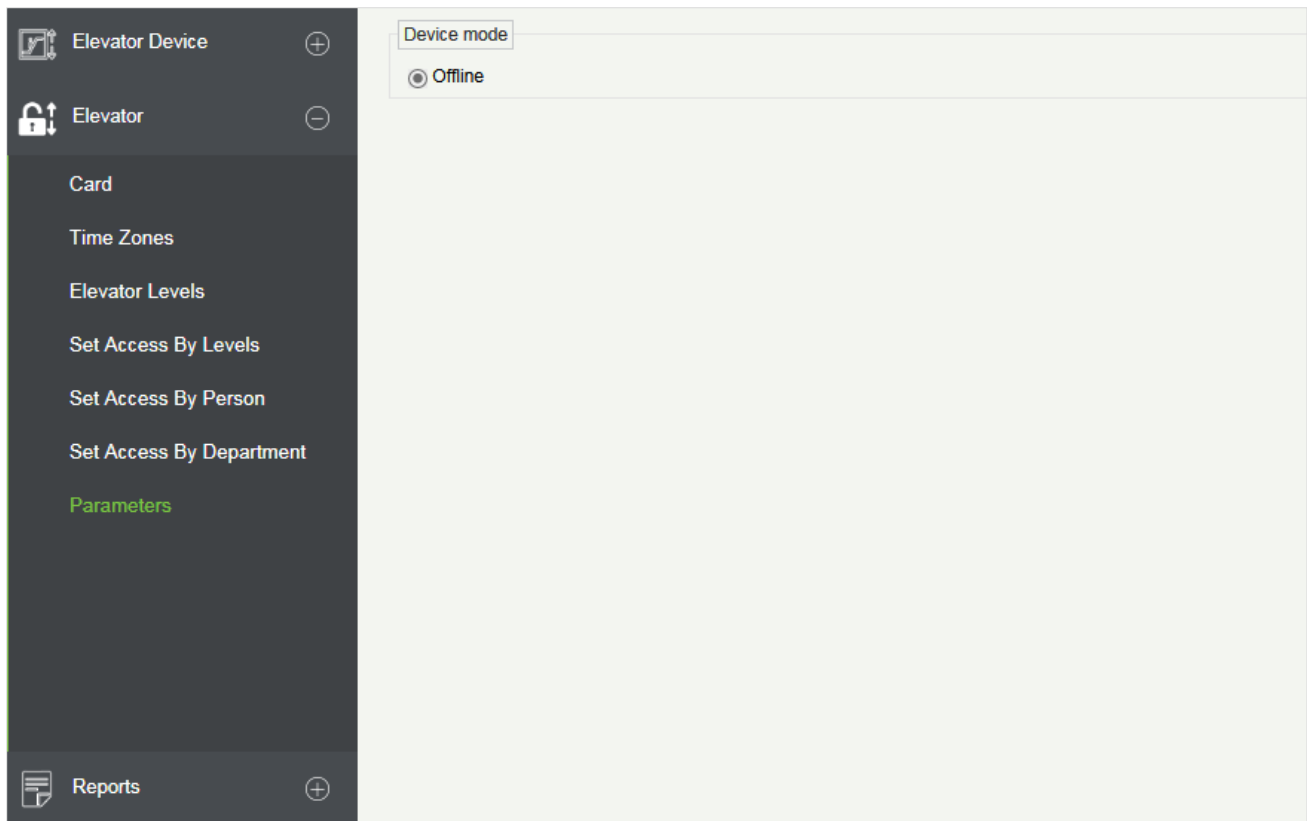 Elevator Device
Elevator
Card
Time Zones
Elevator Levels
Set Access By Levels
Set Access By Person
Set Access By Department
Parameters
Reports
Device mode
Offline